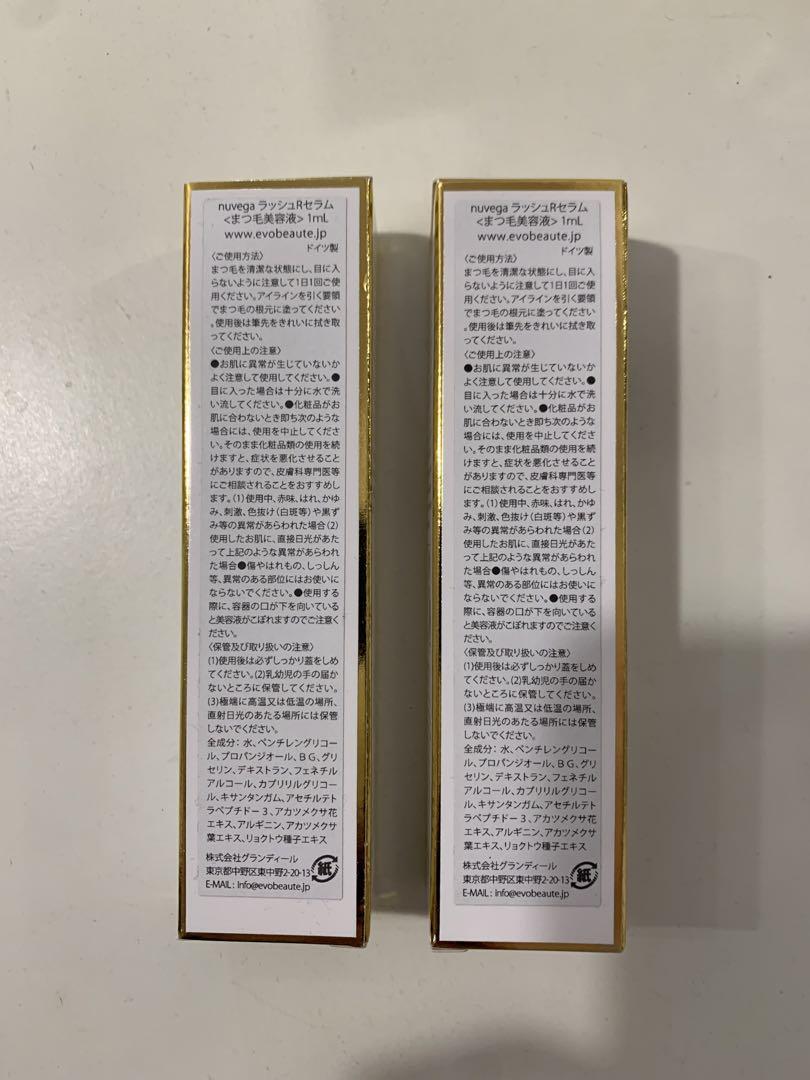 nuvega ラッシュRセラム
<まつ毛美容液> 1mL
www.evobeaute.jp
ドイツ製
〈ご使用方法〉
まつ毛を清潔な状態にし、目に入
らないように注意して1日1回ご使
用ください。アイラインを引く要領
でまつ毛の根元に塗ってください
。使用後は筆先をきれいに拭き取
ってください。
〈ご使用上の注意〉
●お肌に異常が生じていないか
よく注意して使用してください。●
目に入った場合は十分に水で洗
い流してください。●化粧品がお
肌に合わないとき即ち次のような
場合には、使用を中止してくださ
い。そのまま化粧品類の使用を続
けますと、症状を悪化させること
がありますので、皮膚科専門医等
にご相談されることをおすすめし
ます。(1)使用中、赤味、はれ、かゆ
み、刺激、色抜け(白斑等)や黒ず
み等の異常があらわれた場合(2)
使用したお肌に、直接日光があた
って上記のような異常があらわれ
た場合●傷やはれもの、しっしん
等、異常のある部位にはお使いに
ならないでください。●使用する
際に、容器の口が下を向いている
と美容液がこぼれますのでご注意く
ださい。
〈保管及び取り扱いの注意〉
(1)使用後は必ずしっかり蓋をしめ
てください。(2)乳幼児の手の届か
ないところに保管してください。
(3)極端に高温又は低温の場所、
直射日光のあたる場所には保管
しないでください。
全成分：水、ペンチレングリコー
ル、プロパンジオール、BG、グリ
セリン、デキストラン、フェネチル
アルコール、カプリリルグリコー
ル、キサンタンガム、アセチルテト
ラペプチドー3、アカツメクサ花
エキス、アルギニン、アカツメクサ
葉エキス、リョクトウ種子エキス
株式会社グランディール
東京都中野区東中野2-20-13
E-MAIL : info@evobeaute.jp
紙
nuvega ラッシュRセラム
<まつ毛美容液> 1mL
www.evobeaute.jp
ドイツ製
〈ご使用方法〉
まつ毛を清潔な状態にし、目に入
らないように注意して1日1回ご使
用ください。アイラインを引く要領
でまつ毛の根元に塗ってください
。使用後は筆先をきれいに拭き取
ってください。
〈ご使用上の注意〉
●お肌に異常が生じていないか
よく注意して使用してください。●
目に入った場合は十分に水で洗
い流してください。●化粧品がお
肌に合わないとき即ち次のような
場合には、使用を中止してくださ
い。そのまま化粧品類の使用を続
けますと、症状を悪化させること
がありますので、皮膚科専門医等
にご相談されることをおすすめし
ます。(1)使用中、赤味、はれ、かゆ
み、刺激、色抜け(白斑等)や黒ず
み等の異常があらわれた場合(2)
使用したお肌に、直接日光があた
って上記のような異常があらわれ
た場合●傷やはれもの、しっしん
等、異常のある部位にはお使いに
ならないでください。●使用する
際に、容器の口が下を向いている
と美容液がこぼれますのでご注意く
ださい。
〈保管及び取り扱いの注意〉
(1)使用後は必ずしっかり蓋をしめ
てください。(2)乳幼児の手の届か
ないところに保管してください。
(3)極端に高温又は低温の場所、
直射日光のあたる場所には保管
しないでください。
全成分：水、ペンチレングリコー
ル、プロパンジオール、BG、グリ
セリン、デキストラン、フェネチル
アルコール、カプリリルグリコー
ル、キサンタンガム、アセチルテト
ラペプチドー3、アカツメクサ花
エキス、アルギニン、アカツメクサ
葉エキス、リョクトウ種子エキス
株式会社グランディール
東京都中野区東中野2-20-13
E-MAIL : info@evobeaute.jp
紙